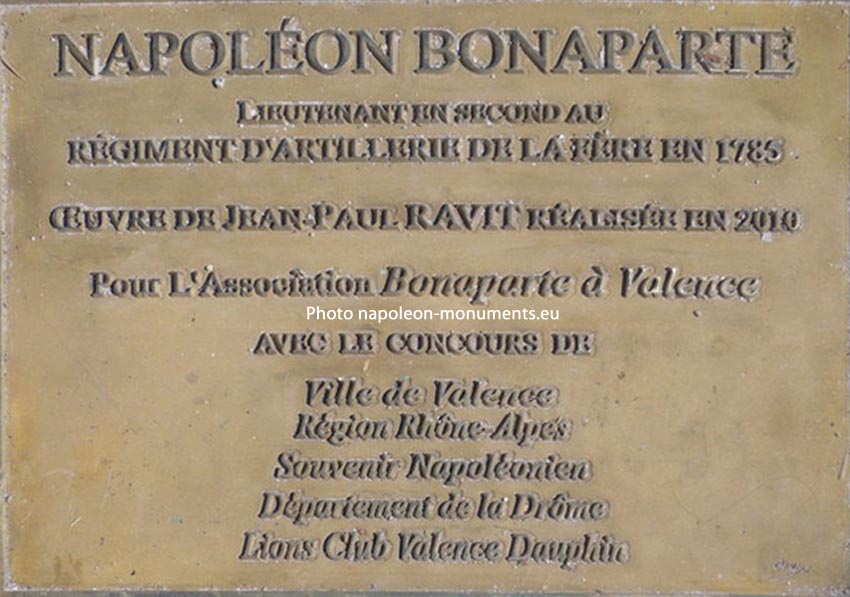 NAPOLÉON BONAPARTE
LIEUTENANT EN SECOND AU
RÉGIMENT D'ARTILLERIE DE LA FÈRE EN 1785
ŒUVRE DE JEAN-PAUL RAVIT RÉALISÉE EN 2010
Pour L'Association Bonaparte à Valence
Photo napoleon-monuments.eu
AVEC LE CONCOURS DE
Ville de Valence
Région Rhône-Alpes
Souvenir Napoléonien
Département de la Drôme
Lions Club Valence Dauphin